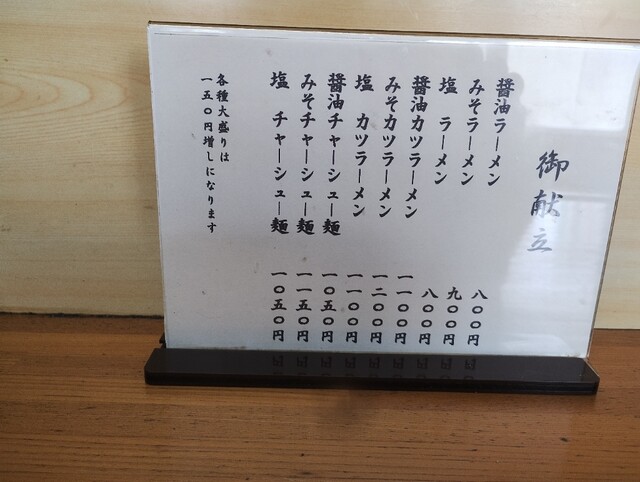 御献立
醤油ラーメン 八〇〇円
みそラーメン 九〇〇円
塩 ラーメン 八〇〇円
醤油カツラーメン 一一〇〇円
みそカツラーメン 一二〇〇円
塩 カツラーメン 一一〇〇円
醤油チャーシュー麺 一〇五〇円
みそチャーシュー麺 一一五〇円
塩 チャーシュー麺 一〇五〇円
各種大盛りは
一五〇円増しになります